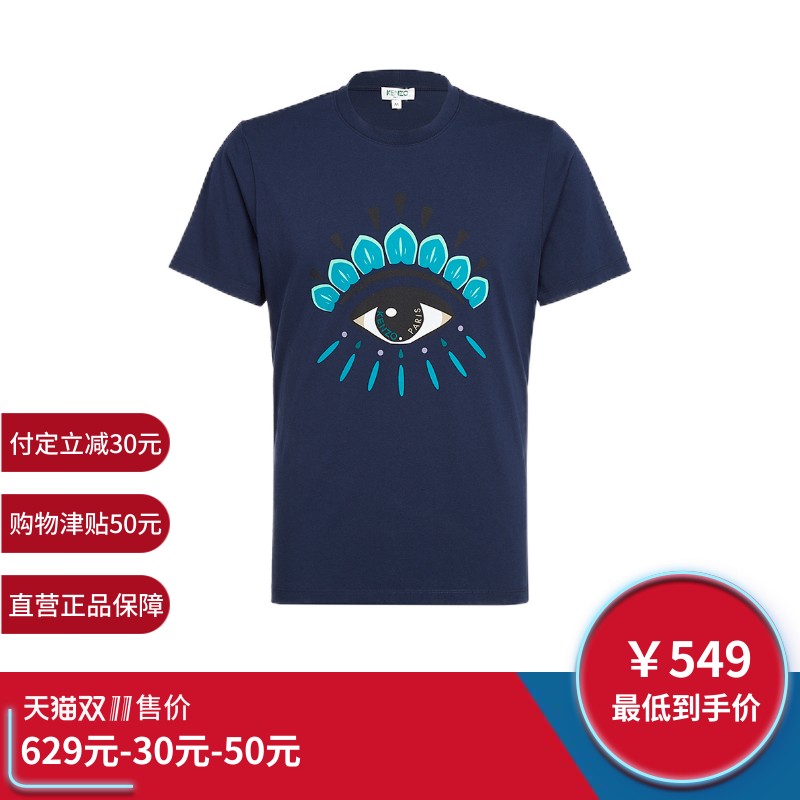 KENZO
M
KENZO.
PARIS
付定立减30元
购物津贴50元
直营正品保障
¥549
最低到手价
天猫双11售价
629元-30元-50元